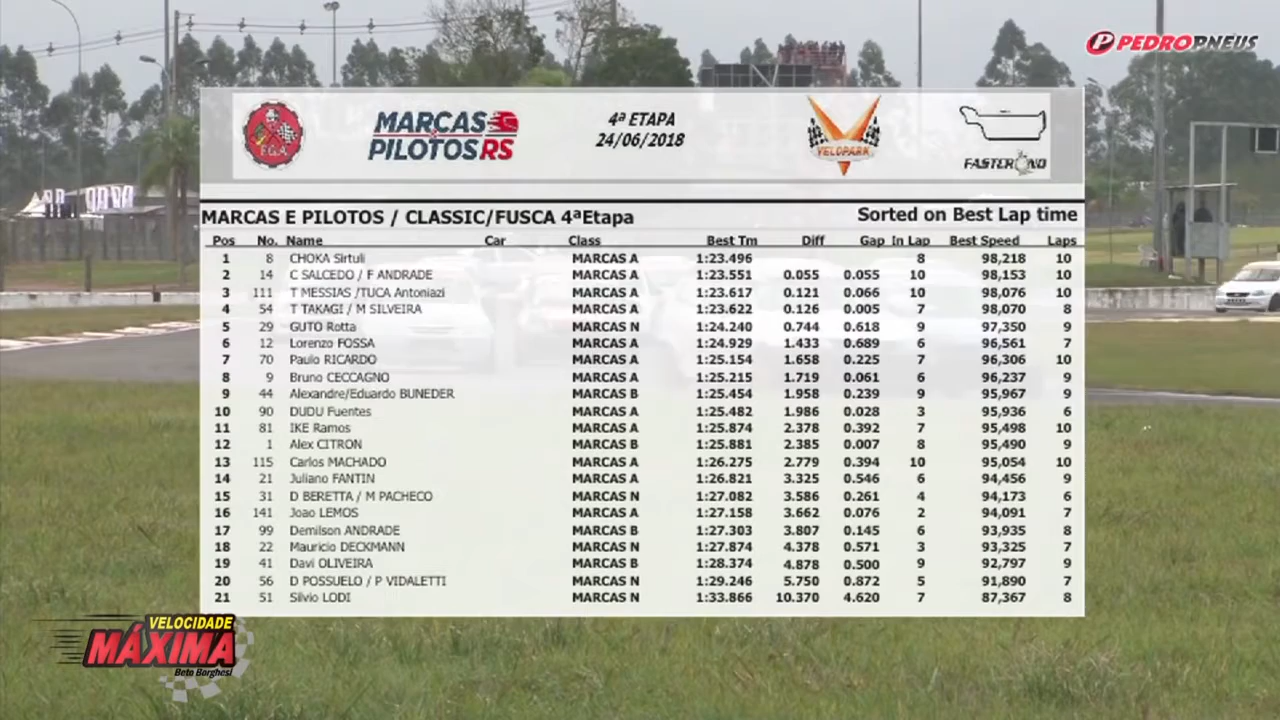 PEDROPNEUS
F.G.A
MARCAS
PILOTOS RS
4ª ETAPA
24/06/2018
VELOPARK
MARCAS E PILOTOS / CLASSIC/FUSCA 4ªEtapa
Sorted on Best Lap time
Pos No. Name Car Class Best Tm Diff Gap In Lap Best Speed Laps
1 8 CHOKA Sirtuli MARCAS A 1:23.496 8 98,218 10
2 14 C SALCEDO / F ANDRADE MARCAS A 1:23.551 0.055 0.055 10 98,153 10
3 111 T MESSIAS /TUCA Antoniazi MARCAS A 1:23.617 0.121 0.066 10 98,076 10
4 54 T TAKAGI / M SILVEIRA MARCAS A 1:23.622 0.126 0.005 7 98,070 8
5 29 GUTO Rotta MARCAS N 1:24.240 0.744 0.618 9 97,350 9
6 12 Lorenzo FOSSA MARCAS A 1:24.929 1.433 0.689 6 96,561 7
7 70 Paulo RICARDO MARCAS A 1:25.154 1.658 0.225 7 96,306 10
8 9 Bruno CECCAGNO MARCAS A 1:25.215 1.719 0.061 6 96,237 9
9 44 Alexandre/Eduardo BUNEDER MARCAS B 1:25.454 1.958 0.239 9 95,967 9
10 90 DUDU Fuentes MARCAS A 1:25.482 1.986 0.028 3 95,936 6
11 81 IKE Ramos MARCAS A 1:25.874 2.378 0.392 7 95,498 10
12 1 Alex CITRON MARCAS B 1:25.881 2.385 0.007 8 95,490 9
13 115 Carlos MACHADO MARCAS A 1:26.275 2.779 0.394 10 95,054 10
14 21 Juliano FANTIN MARCAS A 1:26.821 3.325 0.546 6 94,456 9
15 31 D BERETTA / M PACHECO MARCAS N 1:27.082 3.586 0.261 4 94,173 6
16 141 Joao LEMOS MARCAS A 1:27.158 3.662 0.076 2 94,091 7
17 99 Demilson ANDRADE MARCAS B 1:27.303 3.807 0.145 6 93,935 8
18 22 Mauricio DECKMANN MARCAS N 1:27.874 4.378 0.571 3 93,325 7
19 41 Davi OLIVEIRA MARCAS B 1:28.374 4.878 0.500 9 92,797 9
20 56 D POSSUELO / P VIDALETTI MARCAS N 1:29.246 5.750 0.872 5 91,890 7
21 51 Silvio LODI MARCAS N 1:33.866 10.370 4.620 7 87,367 8
VELOCIDADE
MÁXIMA
Beto Borghesi